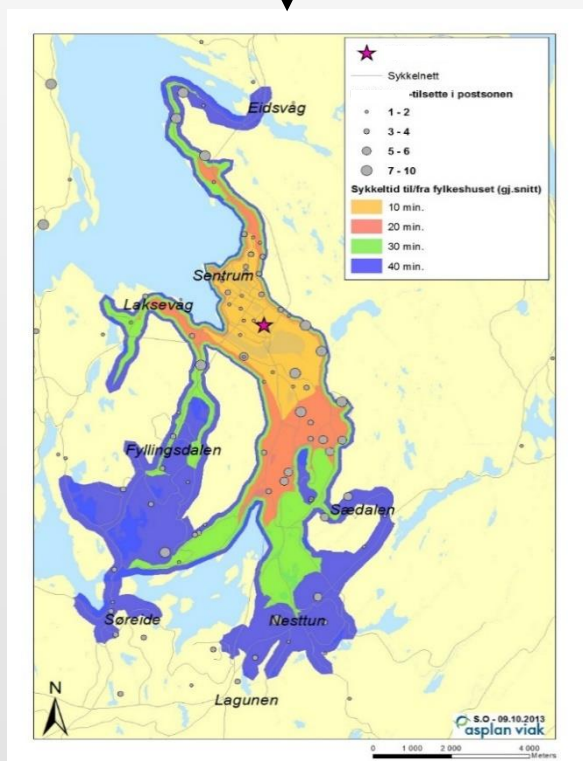 Eidsvåg
Sentrum
Laksevåg
Fyllingsdalen
Sædalen
Søreide
Nesttun
Lagunen
N
Sykkelnett
-tilsette i postsonen
1 - 2
3 - 4
5 - 6
7 - 10
Sykkeltid til/fra fylkeshuset (gj.snitt)
10 min.
20 min.
30 min.
40 min.
S.O - 09.10.2013
asplan viak
0 1 000 2 000 4 000
Meters